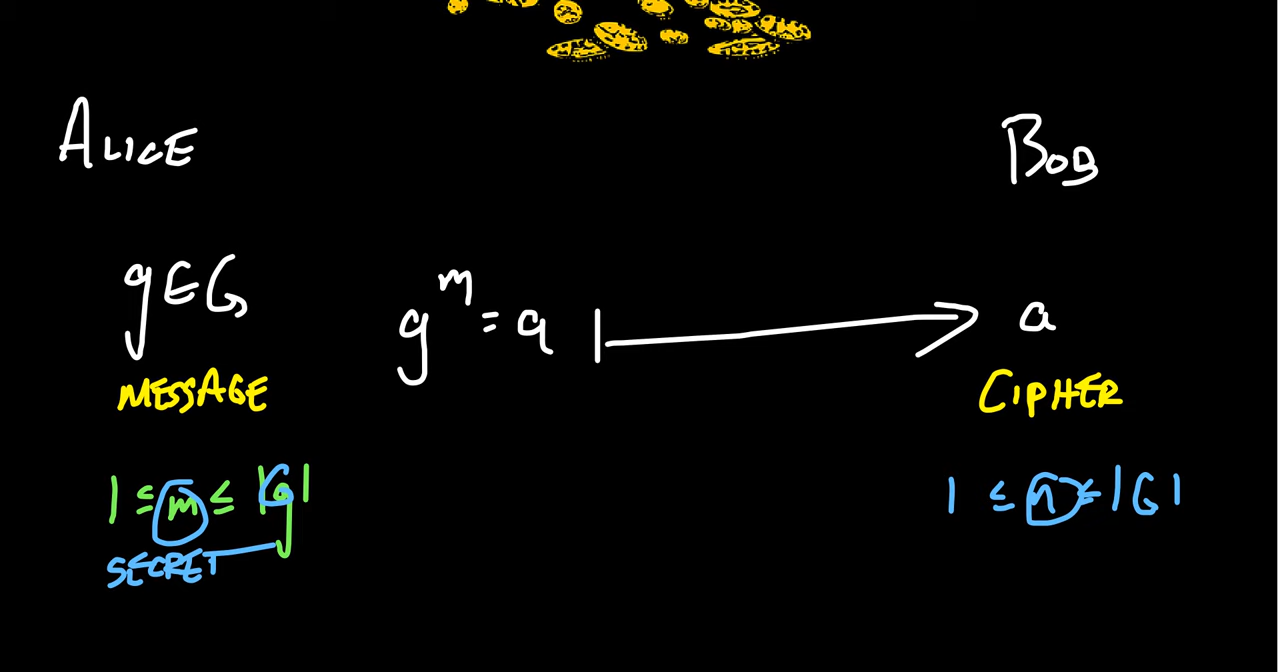 ALICE
BOB
g∈G
g^m = a
a
MESSAGE
CIPHER
1 ≤ m ≤ |G|
1 ≤ n ≤ |G|
SECRET